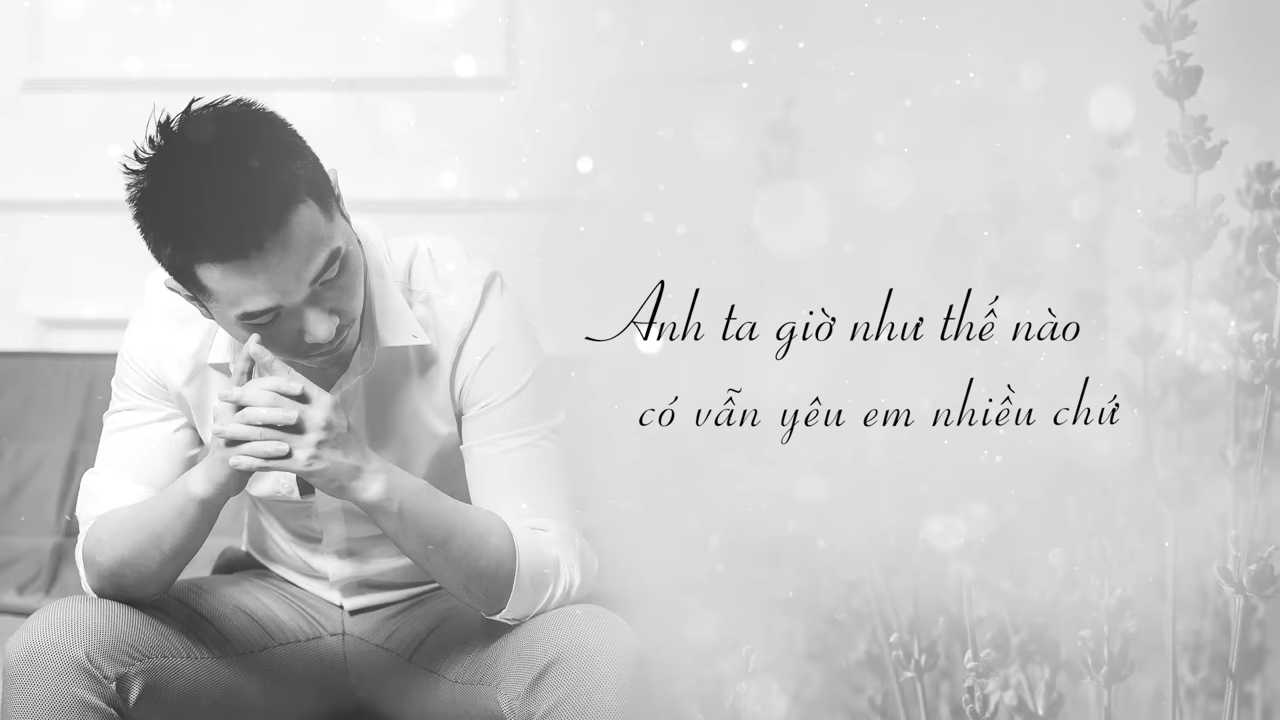 Anh ta giờ như thế nào
có vẫn yêu em nhiều chứ